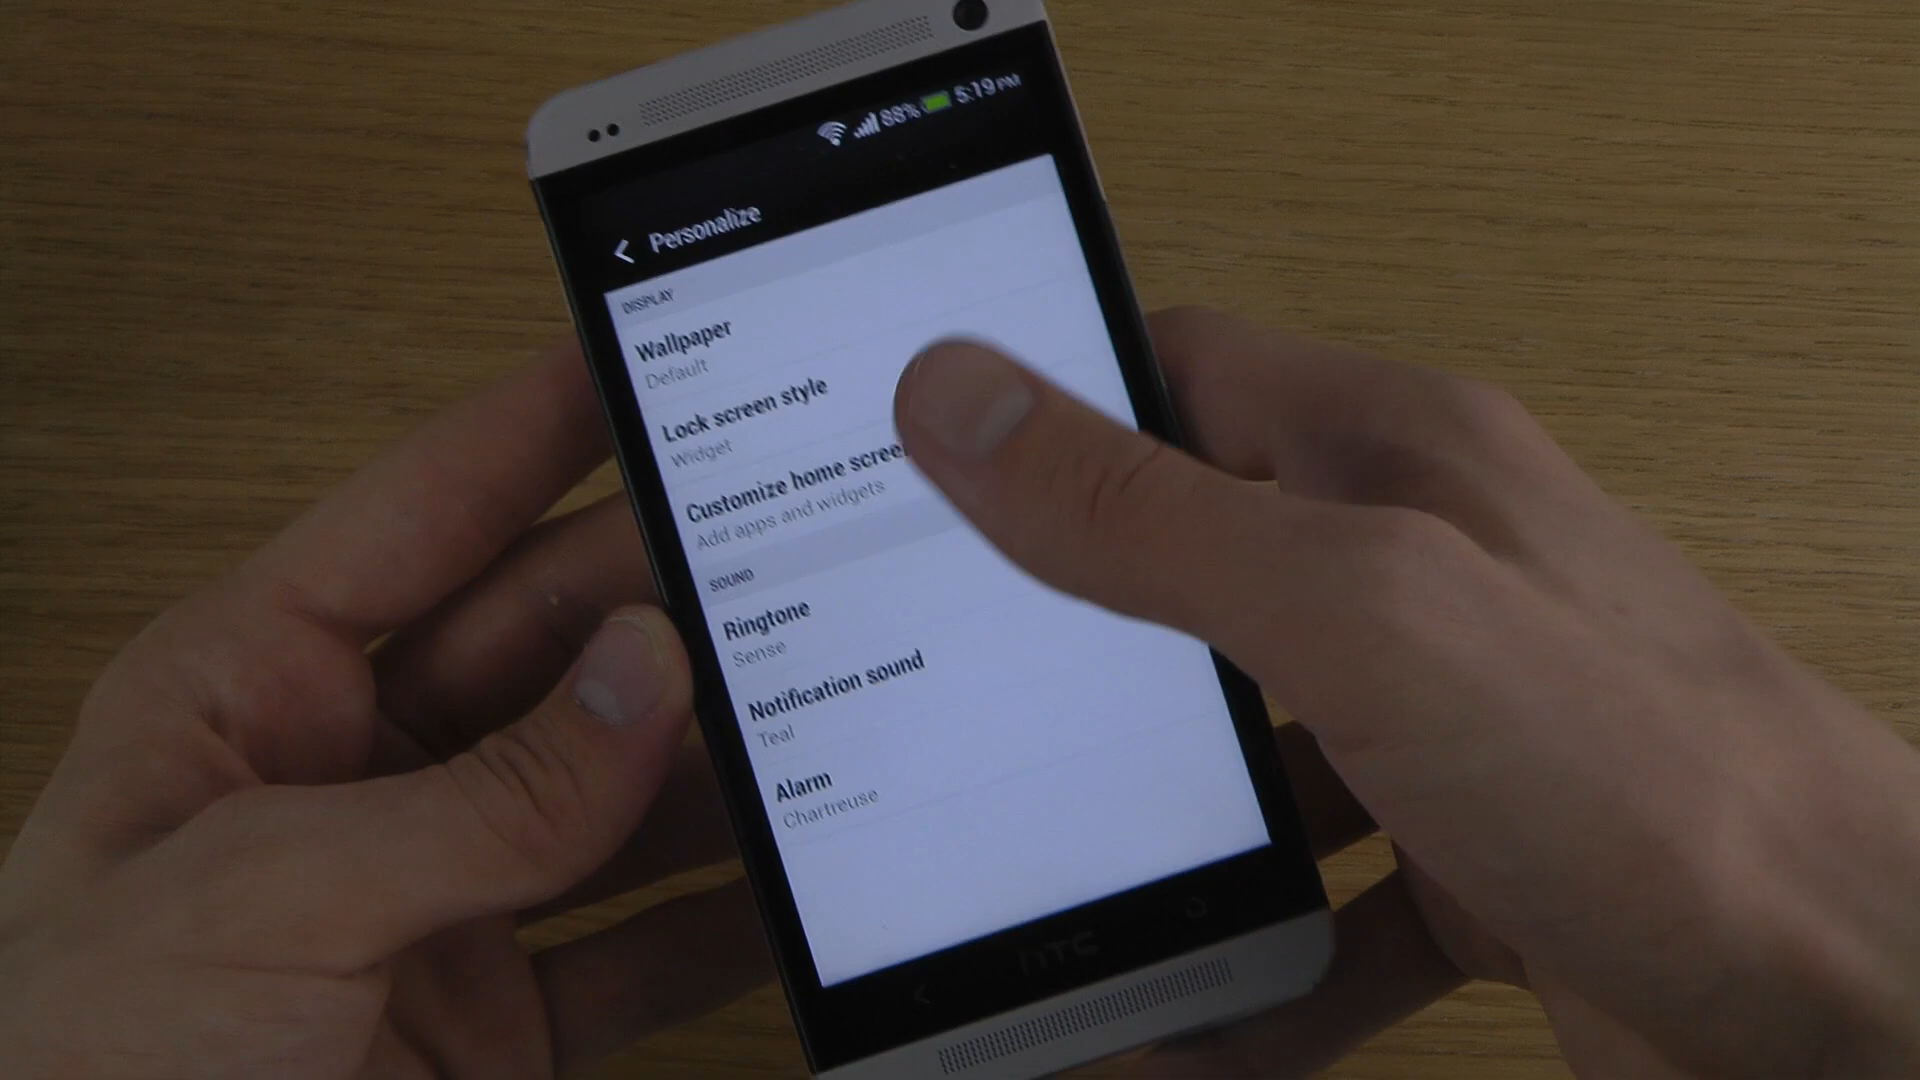 88% 5:19 PM
Personalize
DISPLAY
Wallpaper
Default
Lock screen style
Widget
Customize home screen
Add apps and widgets
SOUND
Ringtone
Sense
Notification sound
Teal
Alarm
Chartreuse
hTC